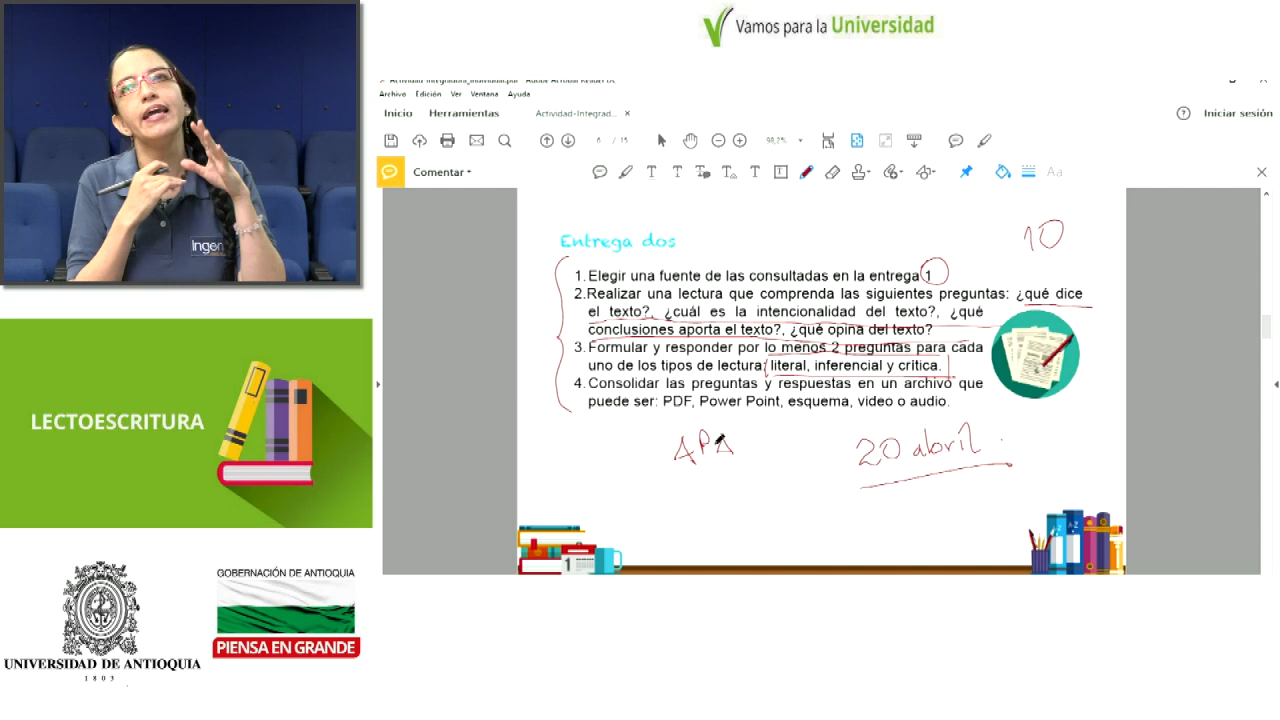 Vamos para la Universidad
Archivo Edición Ver Ventana Ayuda
Inicio Herramientas Actividad-Integrad... × Iniciar sesión
6 / 15 98,2%
Comentar
Entrega dos
10
1.Elegir una fuente de las consultadas en la entrega 1
2.Realizar una lectura que comprenda las siguientes preguntas: ¿qué dice
el texto?, ¿cuál es la intencionalidad del texto?, ¿qué
conclusiones aporta el texto?, ¿qué opina del texto?
3.Formular y responder por lo menos 2 preguntas para cada
uno de los tipos de lectura: literal, inferencial y crítica.
4.Consolidar las preguntas y respuestas en un archivo que
puede ser: PDF, Power Point, esquema, video o audio.
APA
20 abril
Ingen
LECTOESCRITURA
UNIVERSIDAD DE ANTIOQUIA
1803
GOBERNACIÓN DE ANTIOQUIA
PIENSA EN GRANDE